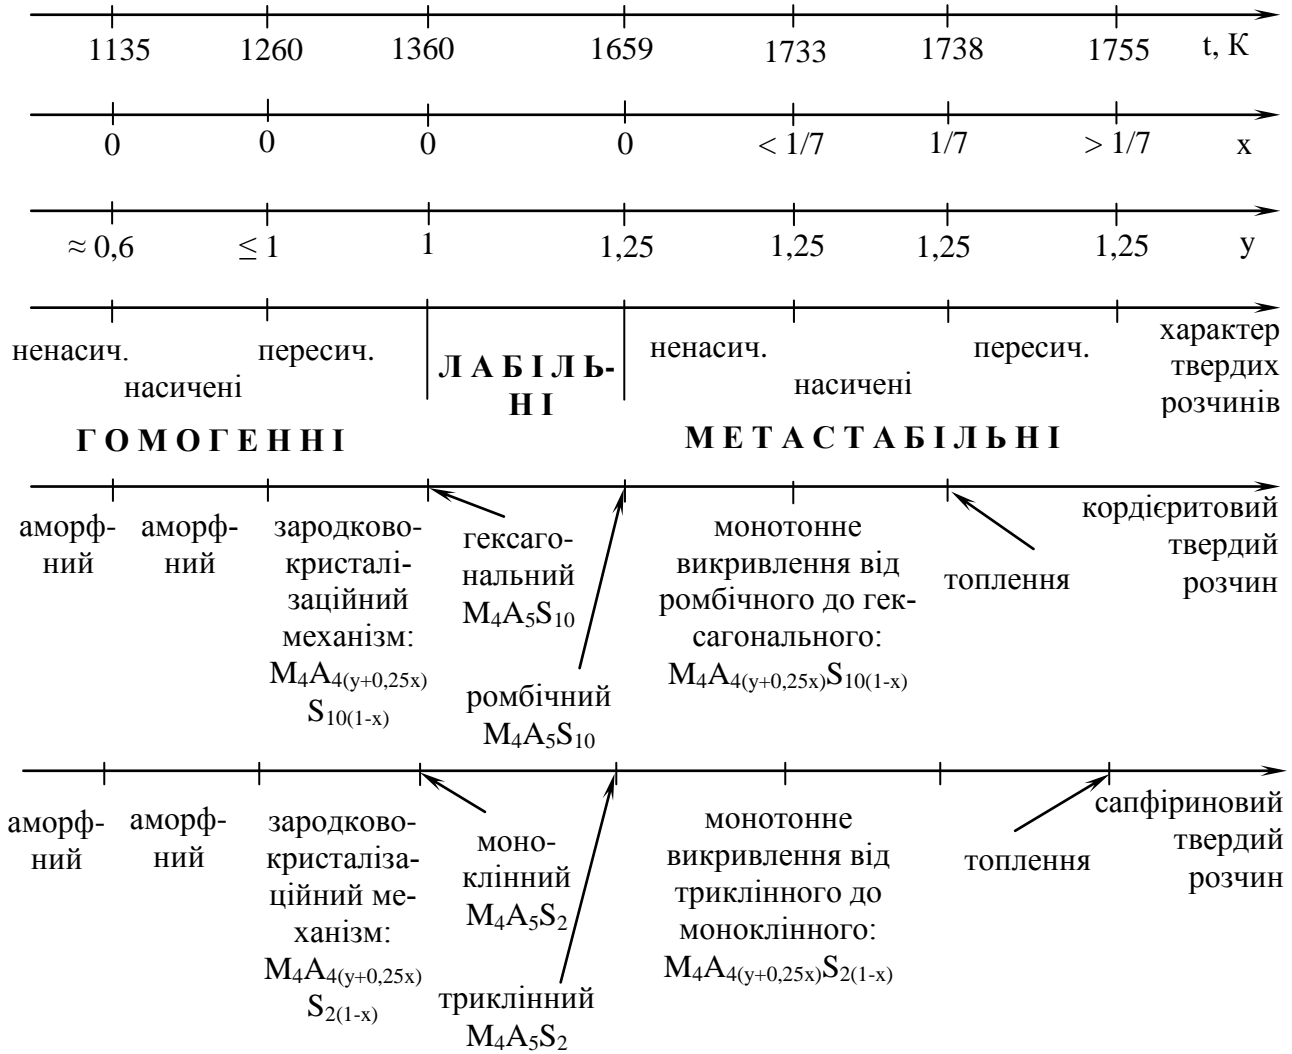 1135 1260 1360 1659 1733 1738 1755 t, К
0 0 0 0 < 1/7 1/7 > 1/7 x
≈ 0,6 ≤ 1 1 1,25 1,25 1,25 1,25 y
ненасич.
насичені
пересич.
ГОМОГЕННІ
ЛАБІЛЬ-
НІ
ненасич.
насичені
пересич.
МЕТАСТАБІЛЬНІ
характер
твердих
розчинів
аморф-
ний
аморф-
ний
зародково-
кристалі-
заційний
механізм:
M₄A₄₍y+0,25x₎
S₁₀₍₁₋x₎
гексаго-
нальний
M₄A₅S₁₀
ромбічний
M₄A₅S₁₀
монотонне
викривлення від
ромбічного до гек-
сагонального:
M₄A₄₍y+0,25x₎S₁₀₍₁₋x₎
топлення
кордієритовий
твердий
розчин
аморф-
ний
аморф-
ний
зародково-
кристаліза-
ційний ме-
ханізм:
M₄A₄₍y+0,25x₎
S₂₍₁₋x₎
моно-
клінний
M₄A₅S₂
триклінний
M₄A₅S₂
монотонне
викривлення від
триклінного до
моноклінного:
M₄A₄₍y+0,25x₎S₂₍₁₋x₎
топлення
сапфіриновий
твердий
розчин